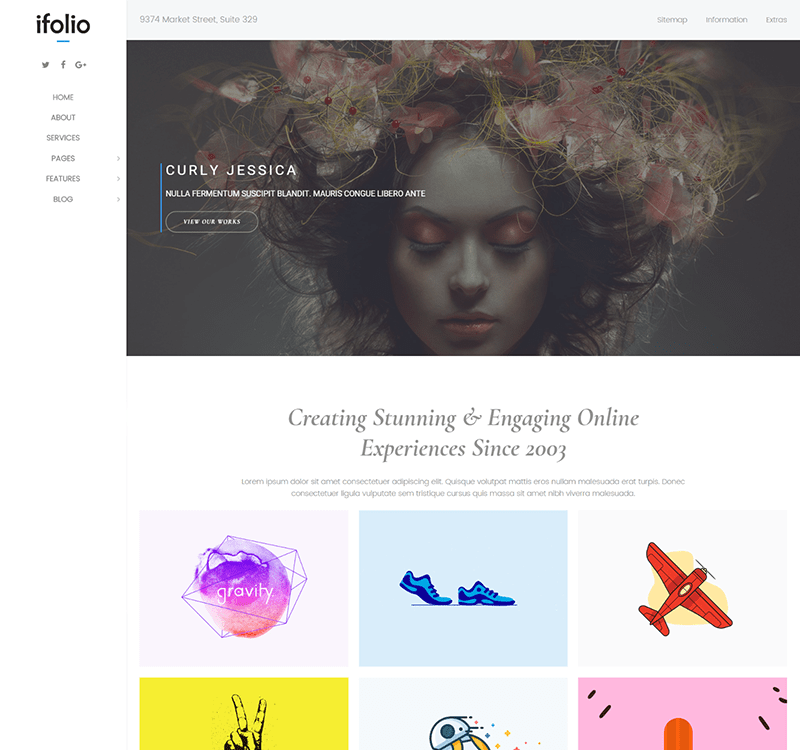 ifolio
9374 Market Street, Suite 329
Sitemap Information Extras
HOME
ABOUT
SERVICES
PAGES
FEATURES
BLOG
CURLY JESSICA
NULLA FERMENTUM SUSCIPIT BLANDIT. MAURIS CONGUE LIBERO ANTE
VIEW OUR WORKS
Creating Stunning & Engaging Online
Experiences Since 2003
Lorem ipsum dolor sit amet consectetuer adipiscing elit. Quisque volutpat mattis eros nullam malesuada erat turpis. Donec
consectetuer ligula vulputate sem tristique cursus quis massa sit amet nibh viverra malesuada.
gravity